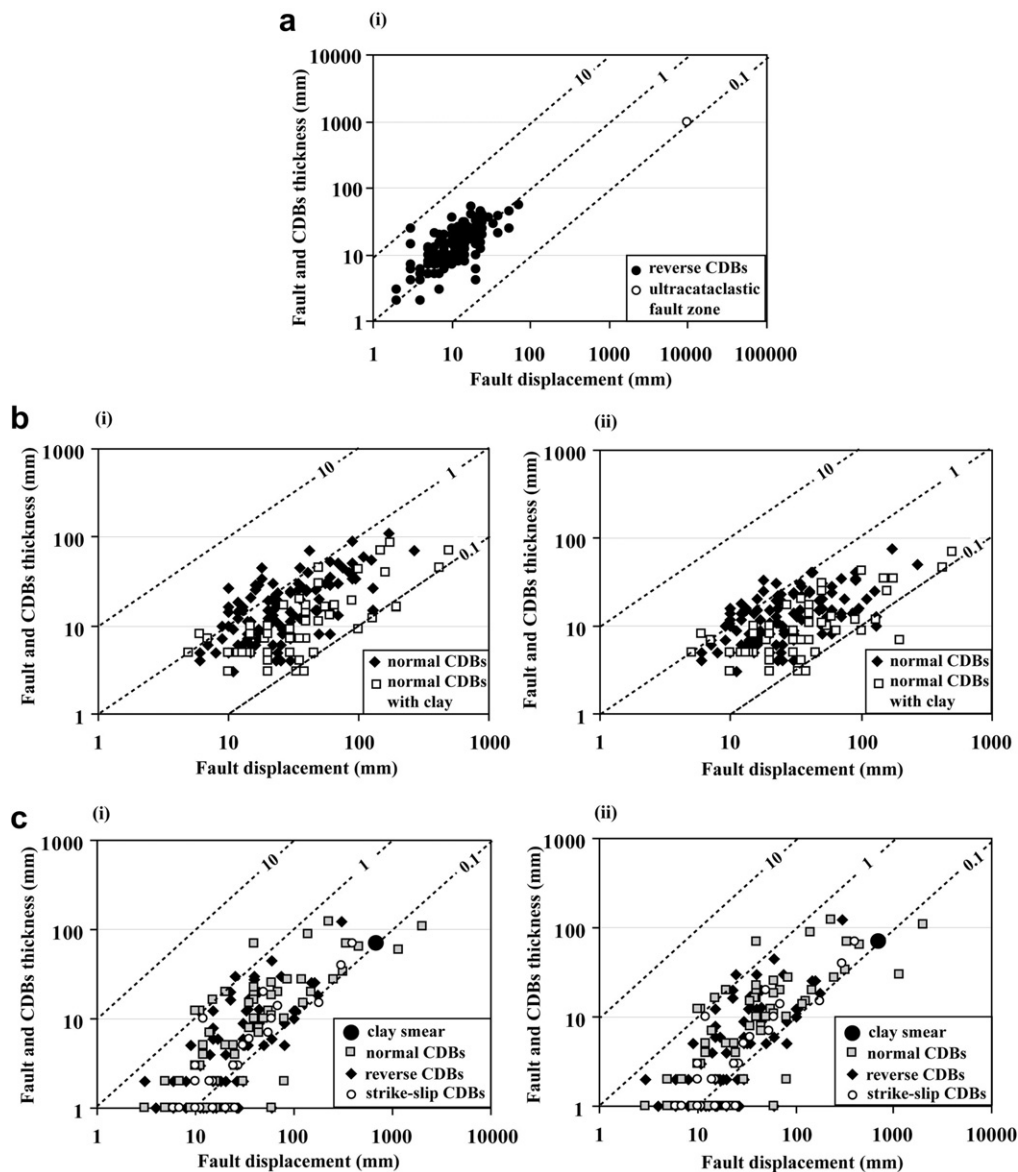 a
(i)
Fault and CDBs thickness (mm)
10000
1000
100
10
1
10
1
0.1
reverse CDBs
ultracataclastic
fault zone
1
10
100
1000
10000
100000
Fault displacement (mm)
b
(i)
Fault and CDBs thickness (mm)
1000
100
10
1
10
1
0.1
normal CDBs
normal CDBs
with clay
1
10
100
1000
Fault displacement (mm)
(ii)
Fault and CDBs thickness (mm)
1000
100
10
1
10
1
0.1
normal CDBs
normal CDBs
with clay
1
10
100
1000
Fault displacement (mm)
c
(i)
Fault and CDBs thickness (mm)
1000
100
10
1
10
1
0.1
clay smear
normal CDBs
reverse CDBs
strike-slip CDBs
1
10
100
1000
10000
Fault displacement (mm)
(ii)
Fault and CDBs thickness (mm)
1000
100
10
1
10
1
0.1
clay smear
normal CDBs
reverse CDBs
strike-slip CDBs
1
10
100
1000
10000
Fault displacement (mm)